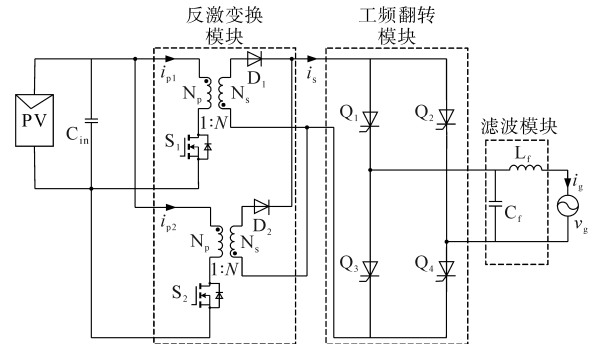 反激变换
模块
工频翻转
模块
滤波模块
PV
C_in
i_p1
N_p
N_s
1:N
S_1
D_1
i_s
i_p2
N_p
N_s
1:N
S_2
D_2
Q_1
Q_2
Q_3
Q_4
L_f
C_f
i_g
v_g